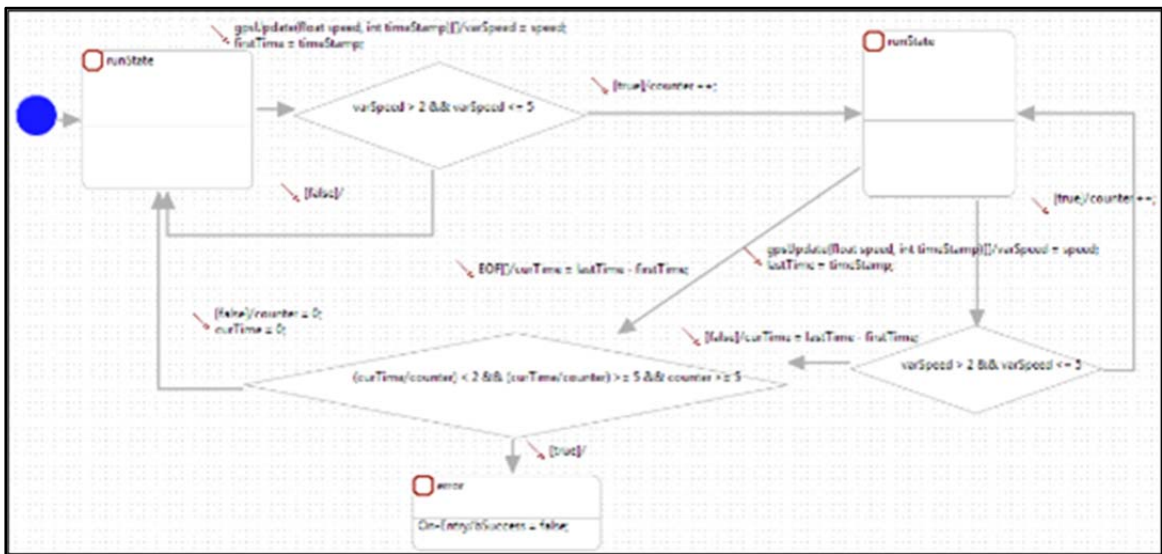 gpsUpdate(float speed, int timeStamp)[]/varSpeed = speed;
firstTime = timeStamp;
runState
runState
varSpeed > 2 && varSpeed <= 5
[true]/counter ++;
[false]/
[true]/counter ++;
gpsUpdate(float speed, int timeStamp)[]/varSpeed = speed;
lastTime = timeStamp;
EOF[]/curTime = lastTime - firstTime;
[false]/counter = 0;
curTime = 0;
[false]/curTime = lastTime - firstTime;
varSpeed > 2 && varSpeed <= 5
(curTime/counter) < 2 && (curTime/counter) >= 5 && counter >= 5
[true]/
error
On-Entry/bSuccess = false;